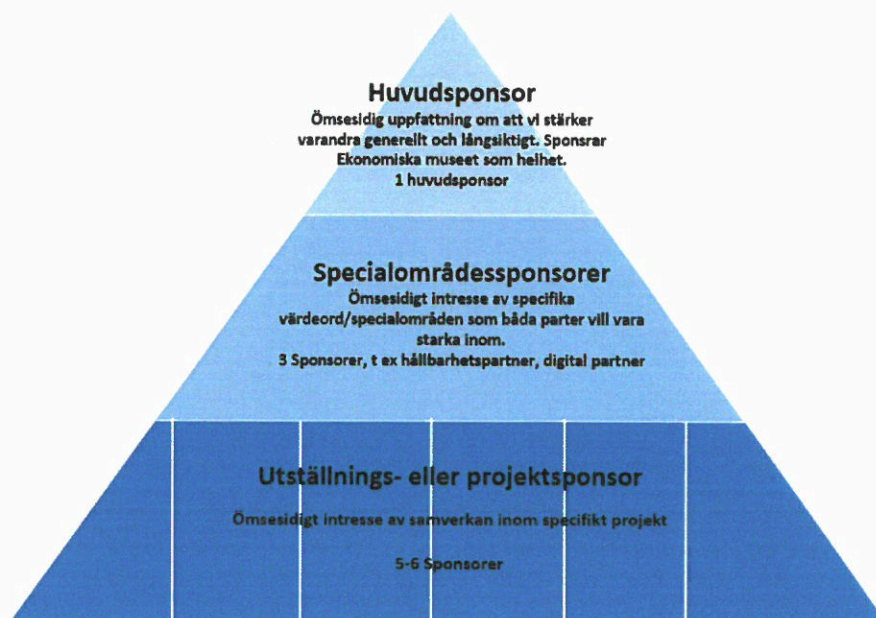 Huvudsponsor
Ömsesidig uppfattning om att vi stärker
varandra generellt och långsiktigt. Sponsrar
Ekonomiska museet som helhet.
1 huvudsponsor
Specialområdessponsorer
Ömsesidigt intresse av specifika
värdeord/specialområden som båda parter vill vara
starka inom.
3 Sponsorer, t ex hållbarhetspartner, digital partner
Utställnings- eller projektsponsor
Ömsesidigt intresse av samverkan inom specifikt projekt
5-6 Sponsorer